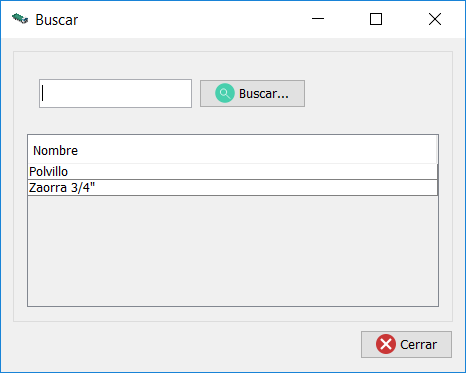 Buscar
Buscar...
Nombre
Polvillo
Zaorra 3/4"
Cerrar